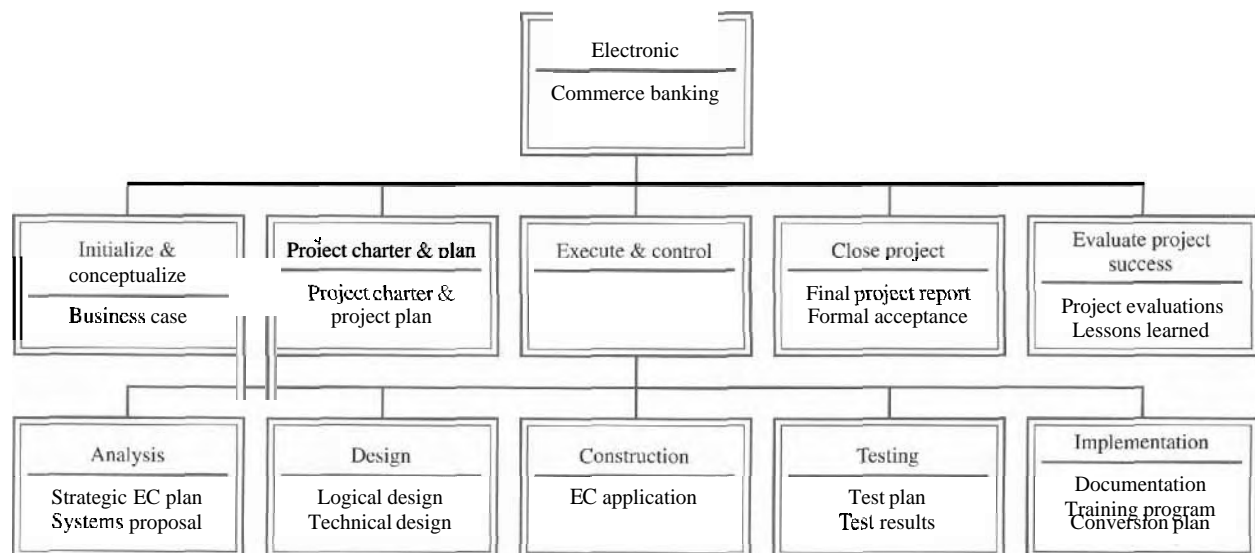 Electronic
Commerce banking
Initialize &
conceptualize
Business case
Project charter & plan
Project charter &
project plan
Execute & control
Close project
Final project report
Formal acceptance
Evaluate project
success
Project evaluations
Lessons learned
Analysis
Strategic EC plan
Systems proposal
Design
Logical design
Technical design
Construction
EC application
Testing
Test plan
Test results
Implementation
Documentation
Training program
Conversion plan